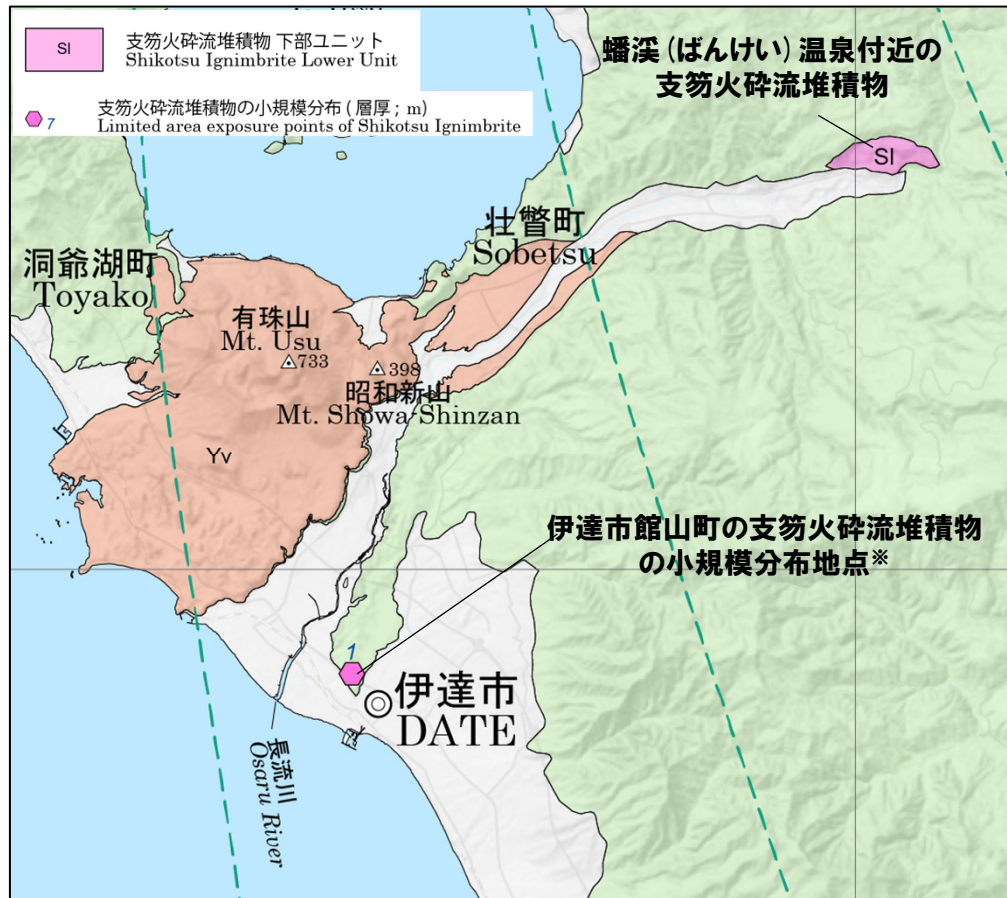 SI
支笏火砕流堆積物 下部ユニット
Shikotsu Ignimbrite Lower Unit
7
支笏火砕流堆積物の小規模分布 ( 層厚 ; m)
Limited area exposure points of Shikotsu Ignimbrite
蟠渓 (ばんけい) 温泉付近の
支笏火砕流堆積物
SI
壮瞥町
Sobetsu
洞爺湖町
Toyako
有珠山
Mt. Usu
733
398
昭和新山
Mt. Showa-Shinzan
Yv
伊達市館山町の支笏火砕流堆積物
の小規模分布地点※
1
伊達市
DATE
長流川
Osaru River